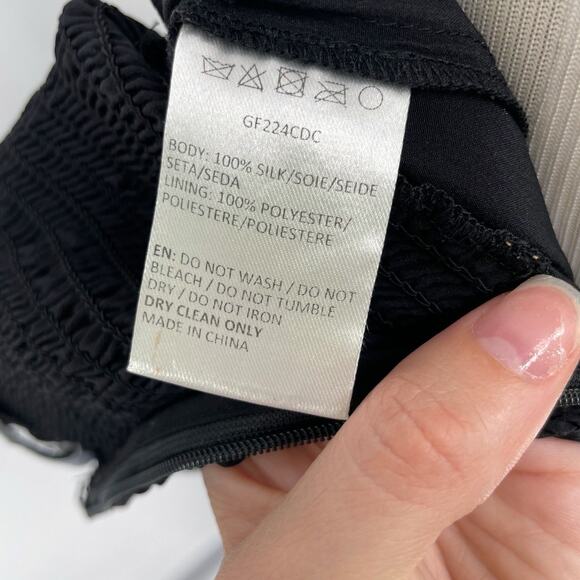 GF224CDC
BODY: 100% SILK/SOIE/SEIDE
SETA/SEDA
LINING: 100% POLYESTER/
POLIESTERE/POLIESTERE
EN: DO NOT WASH / DO NOT
BLEACH / DO NOT TUMBLE
DRY / DO NOT IRON
DRY CLEAN ONLY
MADE IN CHINA